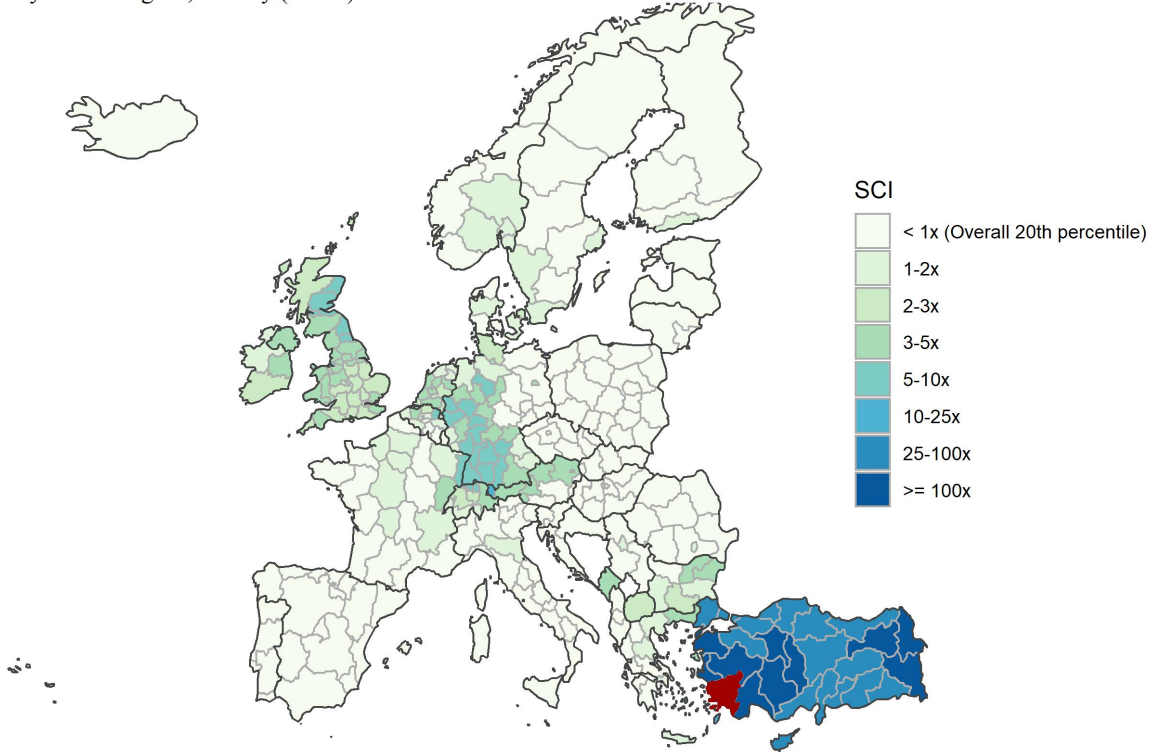 SCI
< 1x (Overall 20th percentile)
1-2x
2-3x
3-5x
5-10x
10-25x
25-100x
>= 100x